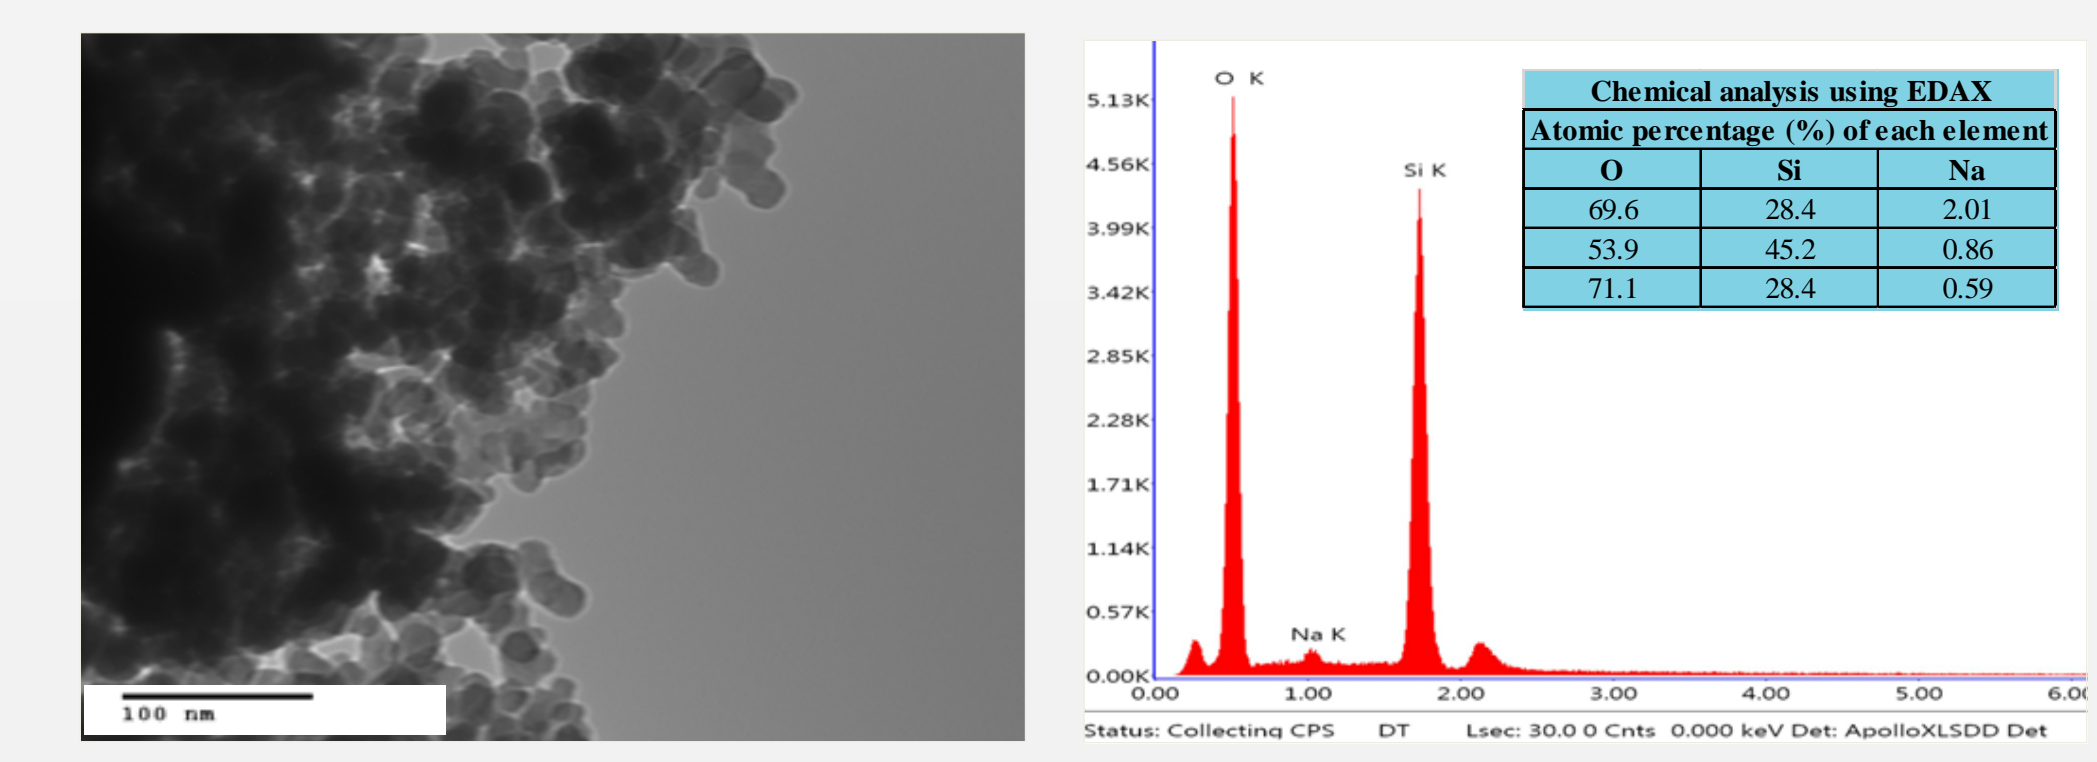 100 nm
O K
Si K
Na K
5.13K
4.56K
3.99K
3.42K
2.85K
2.28K
1.71K
1.14K
0.57K
0.00K
0.00 1.00 2.00 3.00 4.00 5.00 6.00
Chemical analysis using EDAX
Atomic percentage (%) of each element
O Si Na
69.6 28.4 2.01
53.9 45.2 0.86
71.1 28.4 0.59
Status: Collecting CPS DT Lsec: 30.0 0 Cnts 0.000 keV Det: ApolloXLSDD Det